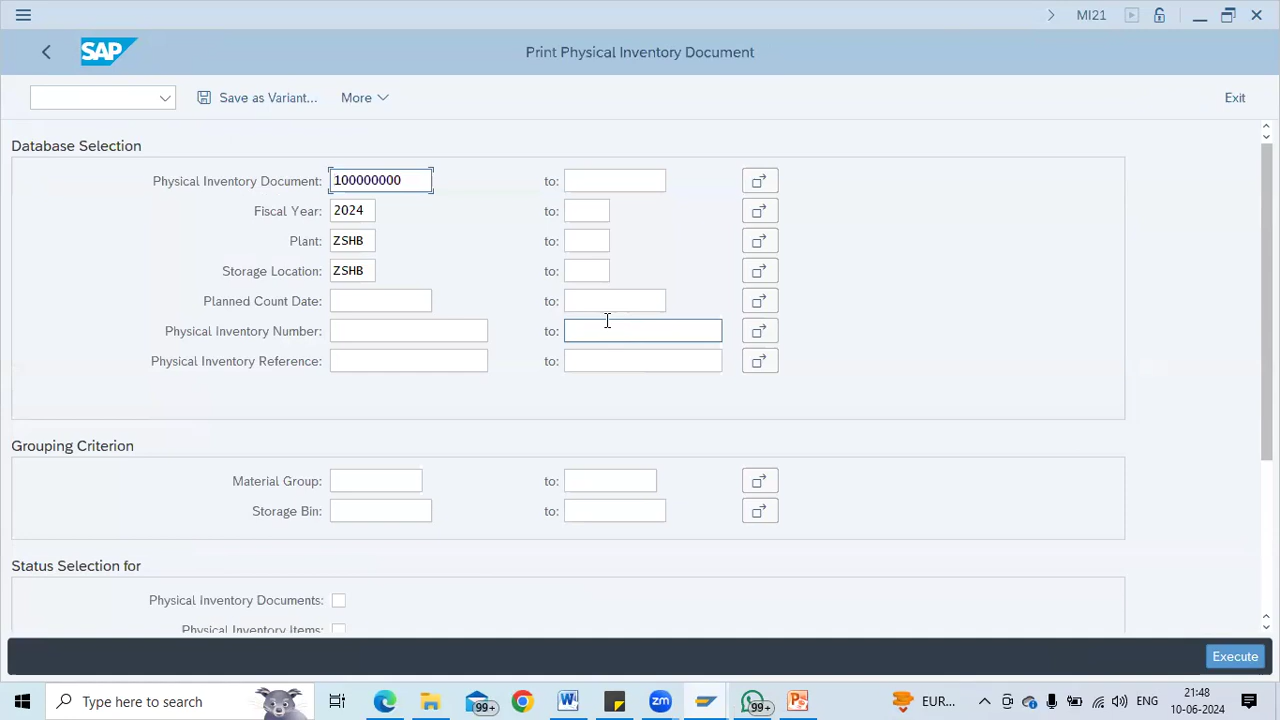 MI21
SAP
Print Physical Inventory Document
Save as Variant...
More
Exit
Database Selection
Physical Inventory Document: 100000000 to:
Fiscal Year: 2024 to:
Plant: ZSHB to:
Storage Location: ZSHB to:
Planned Count Date: to:
Physical Inventory Number: to:
Physical Inventory Reference: to:
Grouping Criterion
Material Group: to:
Storage Bin: to:
Status Selection for
Physical Inventory Documents:
Physical Inventory Items:
Execute
Type here to search
99+
99+
EUR...
ENG
21:48
10-06-2024